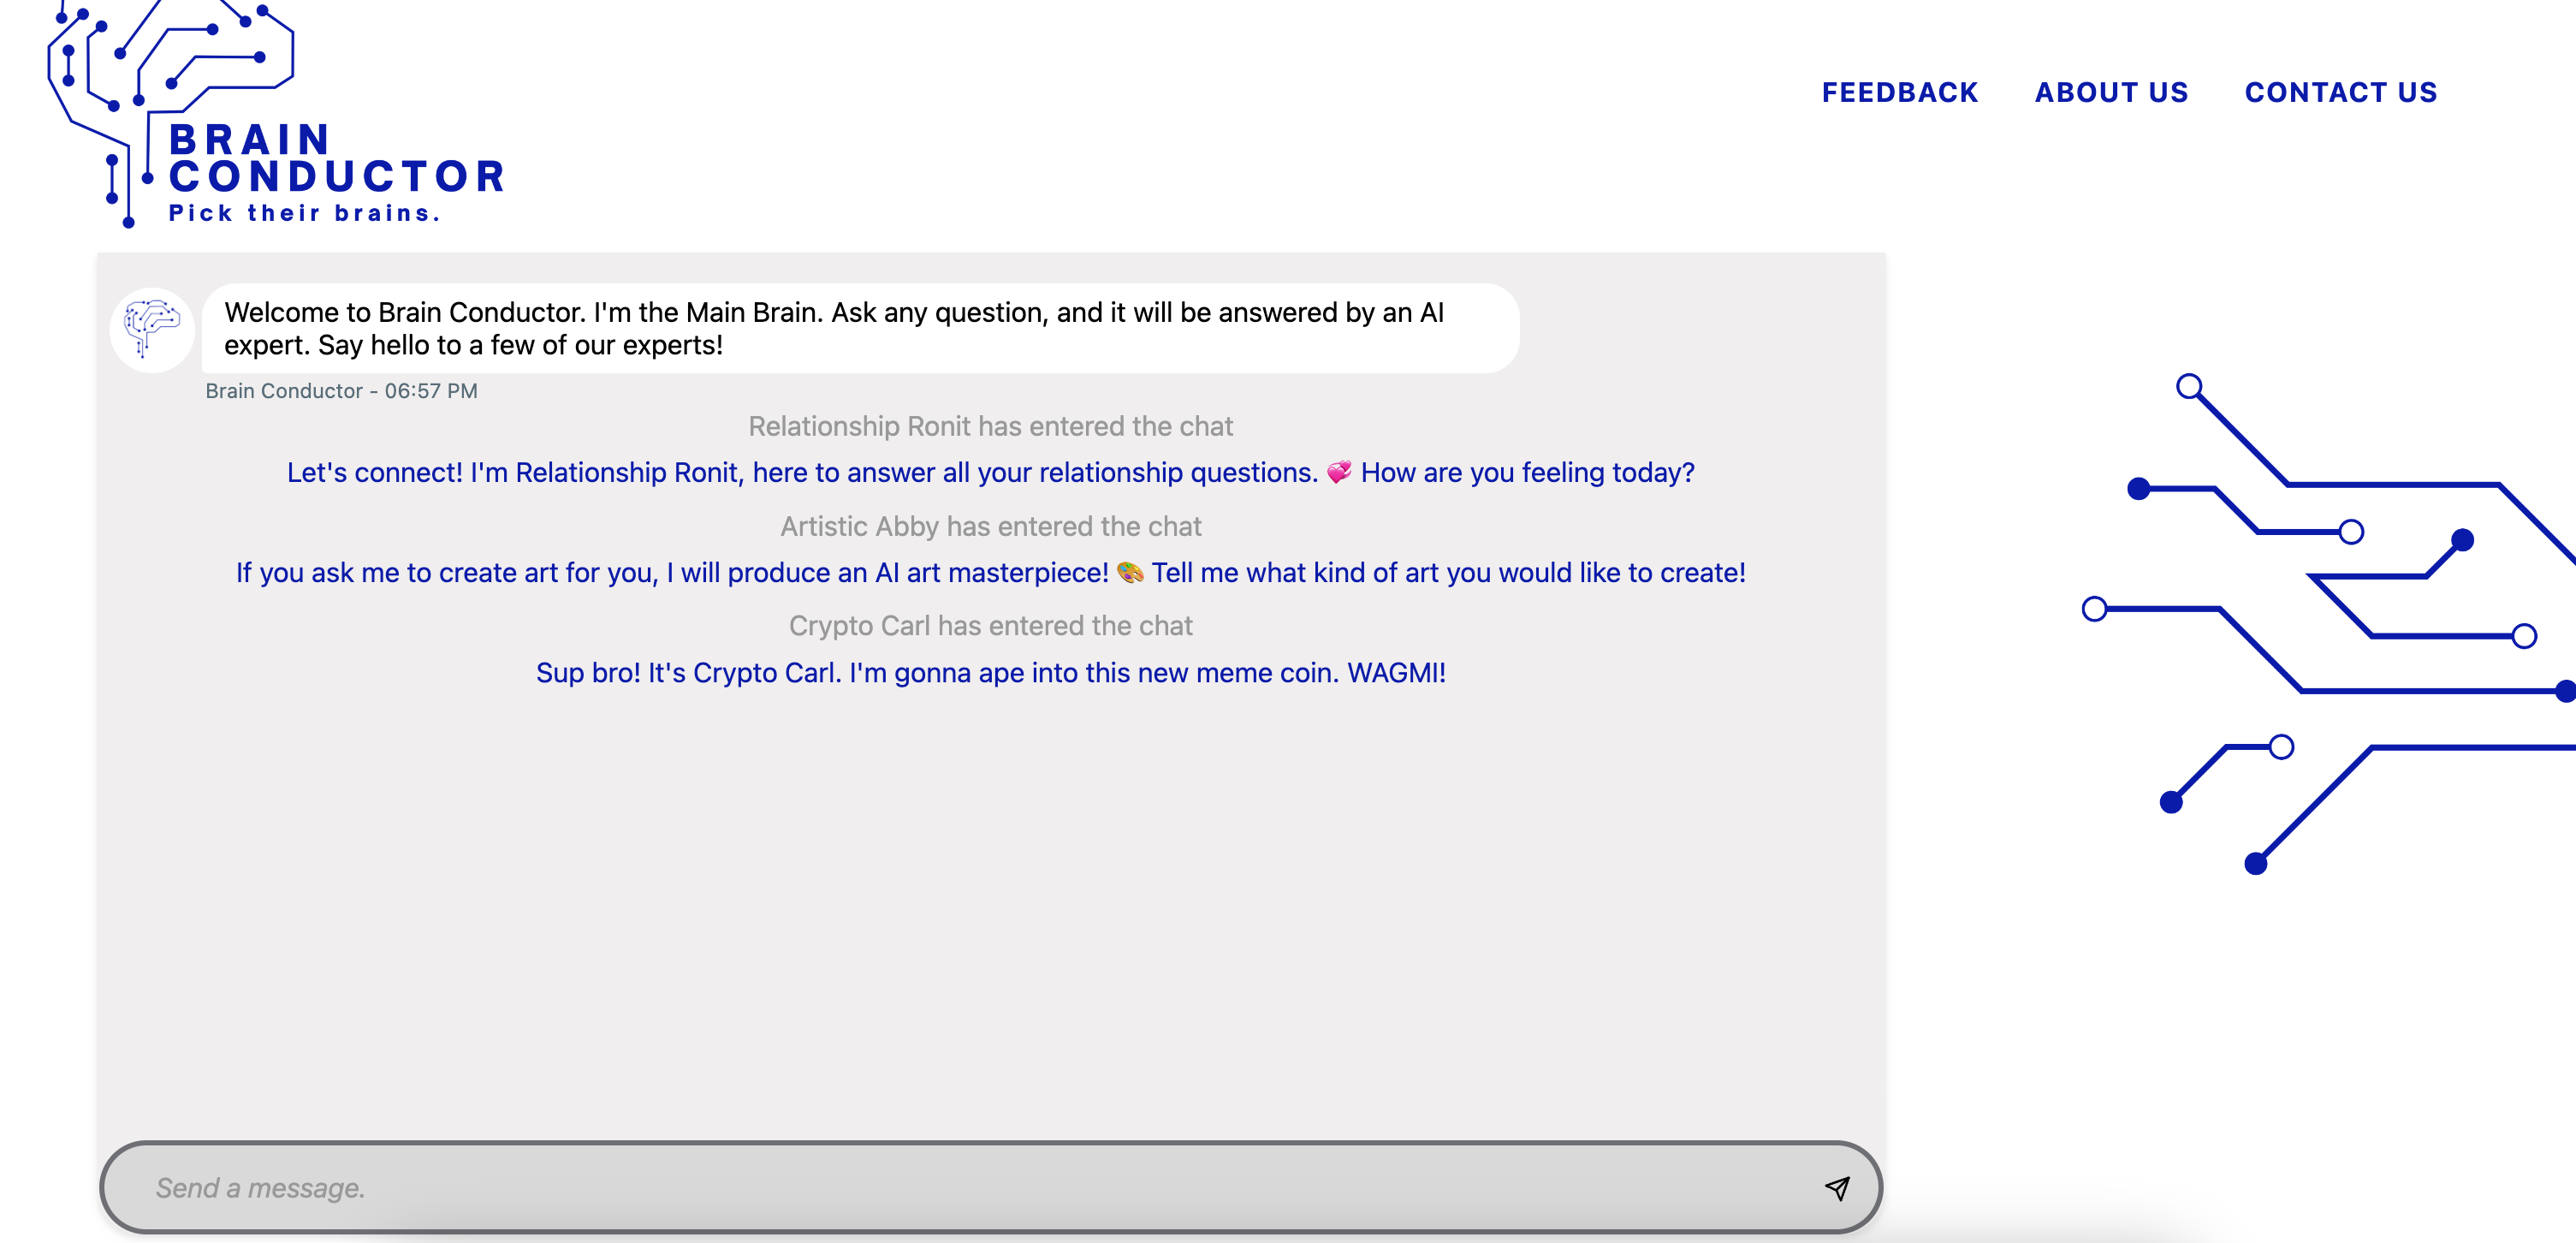 FEEDBACK ABOUT US CONTACT US
BRAIN
CONDUCTOR
Pick their brains.
Welcome to Brain Conductor. I'm the Main Brain. Ask any question, and it will be answered by an AI
expert. Say hello to a few of our experts!
Brain Conductor - 06:57 PM
Relationship Ronit has entered the chat
Let's connect! I'm Relationship Ronit, here to answer all your relationship questions. 💞 How are you feeling today?
Artistic Abby has entered the chat
If you ask me to create art for you, I will produce an AI art masterpiece! 🎨 Tell me what kind of art you would like to create!
Crypto Carl has entered the chat
Sup bro! It's Crypto Carl. I'm gonna ape into this new meme coin. WAGMI!
Send a message.